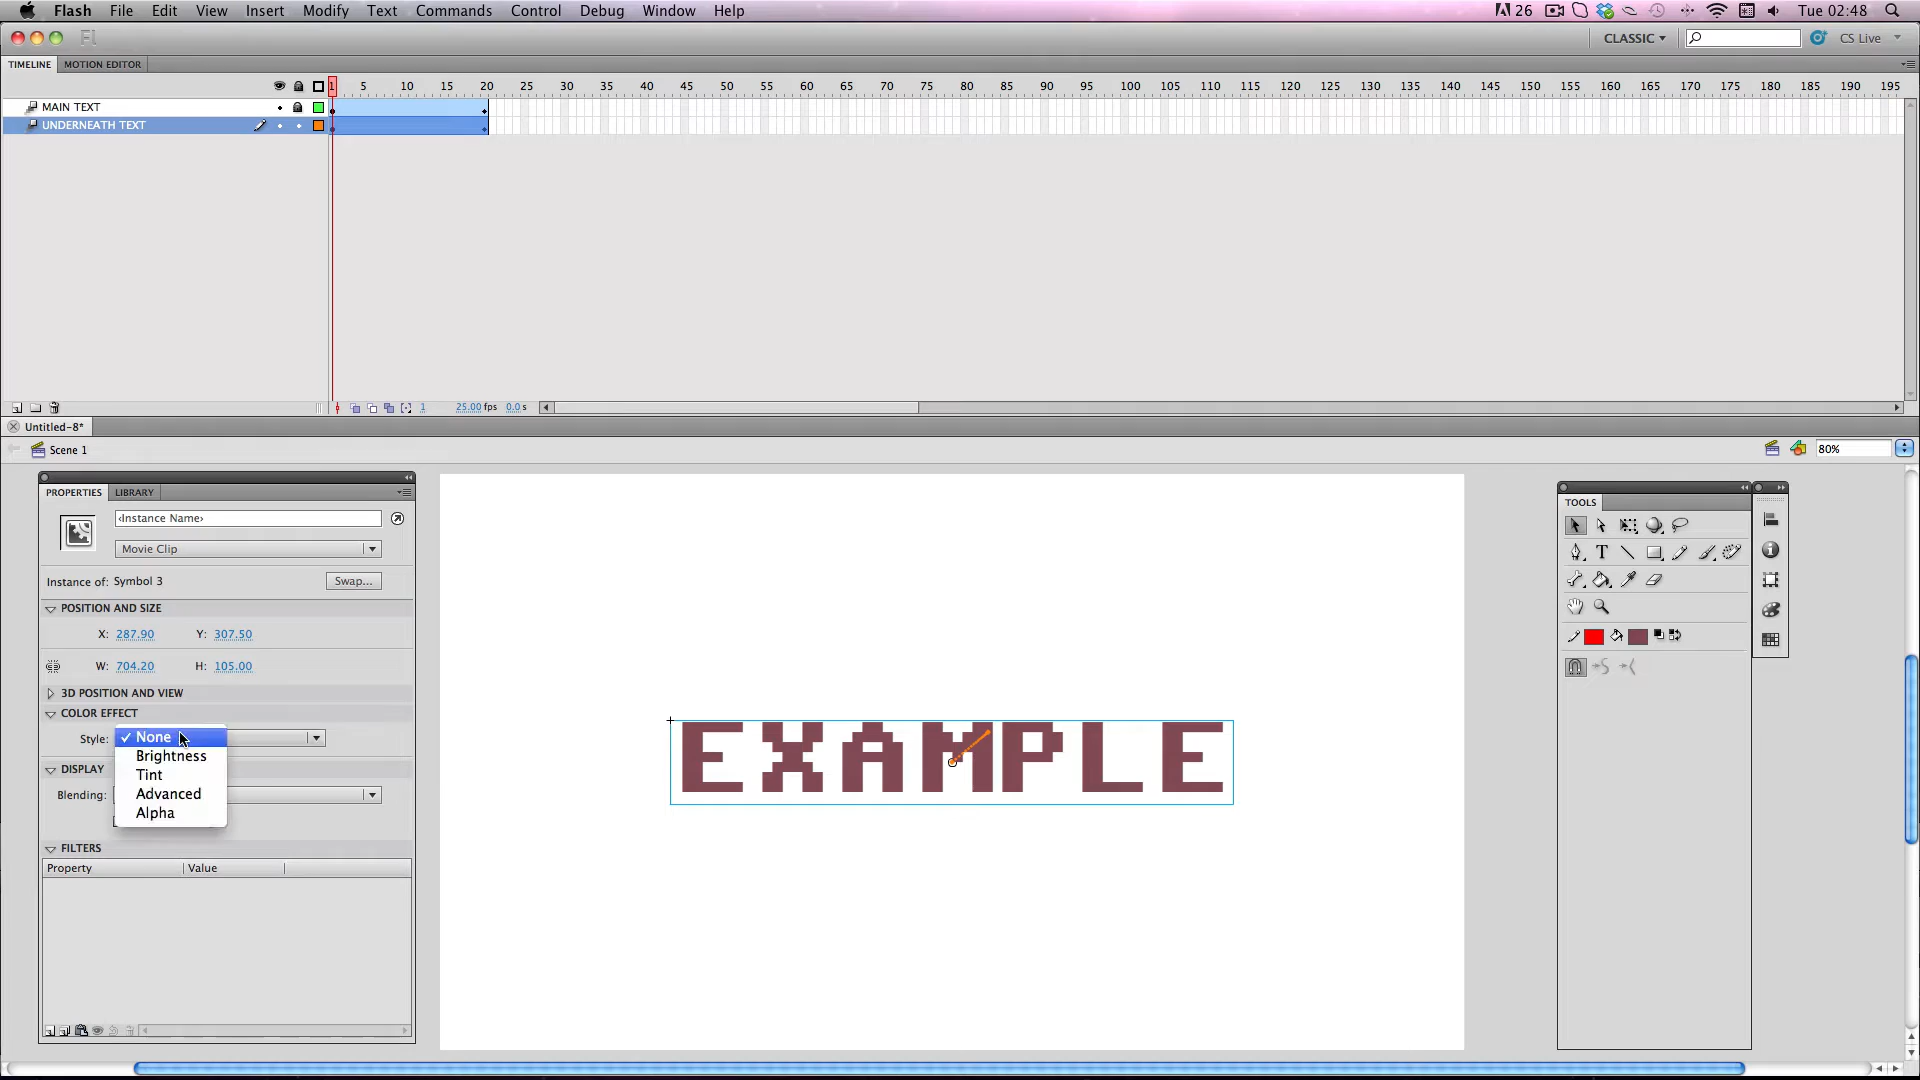 Flash File Edit View Insert Modify Text Commands Control Debug Window Help 26 Tue 02:48
Fl CLASSIC CS Live
TIMELINE MOTION EDITOR
1 5 10 15 20 25 30 35 40 45 50 55 60 65 70 75 80 85 90 95 100 105 110 115 120 125 130 135 140 145 150 155 160 165 170 175 180 185 190 195
MAIN TEXT
UNDERNEATH TEXT
1 25.00 fps 0.0 s
Untitled-8*
Scene 1 80%
PROPERTIES LIBRARY
<Instance Name>
Movie Clip
Instance of: Symbol 3 Swap...
POSITION AND SIZE
X: 287.90 Y: 307.50
W: 704.20 H: 105.00
3D POSITION AND VIEW
COLOR EFFECT
Style: ✓ None
Brightness
Tint
Advanced
Alpha
DISPLAY
Blending:
FILTERS
Property Value
EXAMPLE
TOOLS